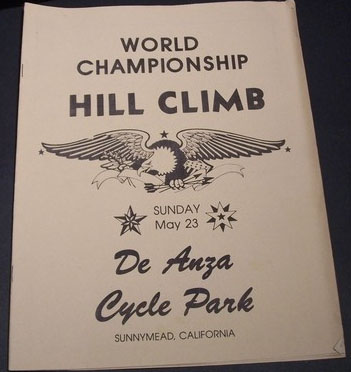 WORLD
CHAMPIONSHIP
HILL CLIMB
SUNDAY
May 23
De Anza
Cycle Park
SUNNYMEAD, CALIFORNIA